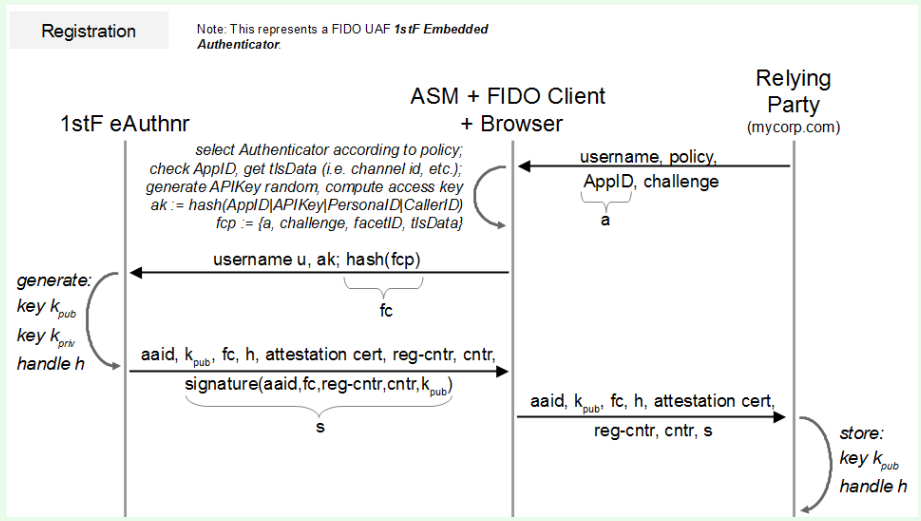 Registration
Note: This represents a FIDO UAF 1stF Embedded
Authenticator.
1stF eAuthnr
ASM + FIDO Client
+ Browser
Relying
Party
(mycorp.com)
select Authenticator according to policy;
check AppID, get tlsData (i.e. channel id, etc.);
generate APIKey random, compute access key
ak := hash(AppID|APIKey|PersonaID|CallerID)
fcp := {a, challenge, facetID, tlsData}
username, policy,
AppID, challenge
a
username u, ak; hash(fcp)
fc
generate:
key kpub
key kpriv
handle h
aaid, kpub, fc, h, attestation cert, reg-cntr, cntr,
signature(aaid,fc,reg-cntr,cntr,kpub)
s
aaid, kpub, fc, h, attestation cert,
reg-cntr, cntr, s
store:
key kpub
handle h